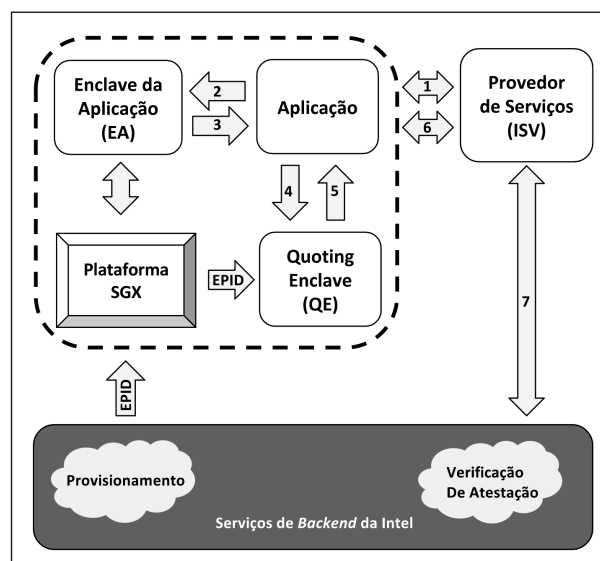 Enclave da
Aplicação
(EA)
2
3
Aplicação
1
6
Provedor
de Serviços
(ISV)
4
5
Plataforma
SGX
EPID
Quoting
Enclave
(QE)
7
EPID
Provisionamento
Verificação
De Atestação
Serviços de Backend da Intel